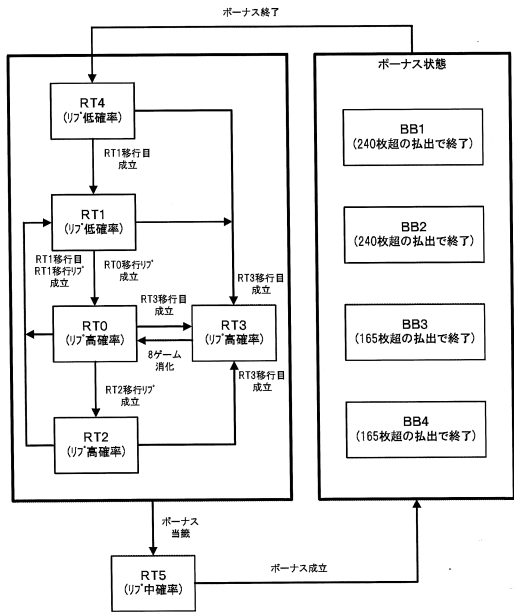 ボーナス終了
ボーナス状態
RT4
(リプ低確率)
RT1移行目
成立
RT1
(リプ低確率)
RT1移行目
RT1移行リプ
成立
RT0移行リプ
成立
RT3移行目
成立
RT3移行目
成立
RT0
(リプ高確率)
RT3
(リプ高確率)
8ゲーム
消化
RT3移行目
成立
RT2移行リプ
成立
RT2
(リプ高確率)
BB1
(240枚超の払出で終了)
BB2
(240枚超の払出で終了)
BB3
(165枚超の払出で終了)
BB4
(165枚超の払出で終了)
ボーナス
当籤
RT5
(リプ中確率)
ボーナス成立